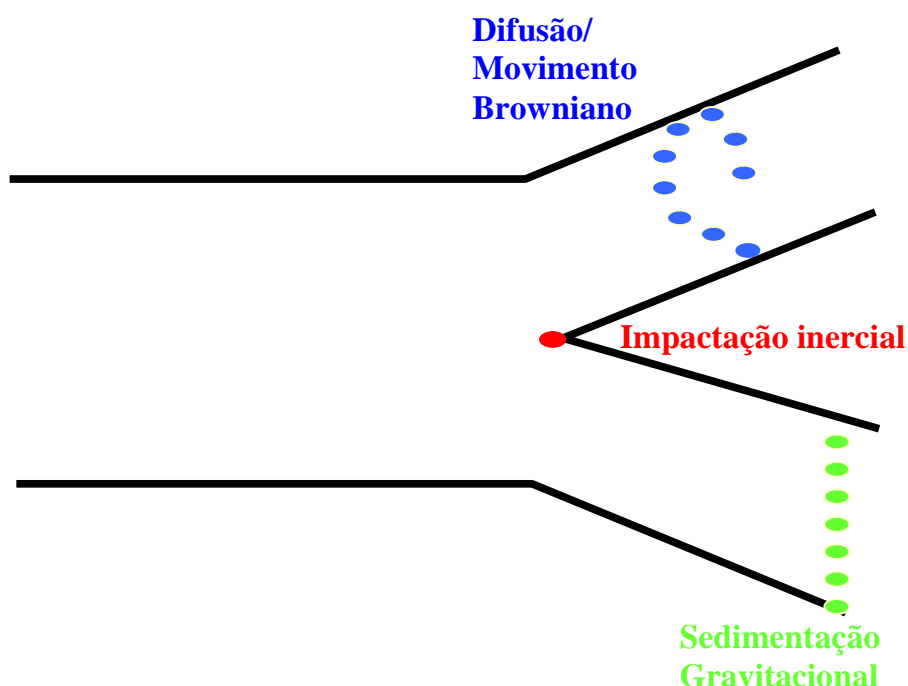 Difusão/
Movimento
Browniano
Impactação inercial
Sedimentação
Gravitacional